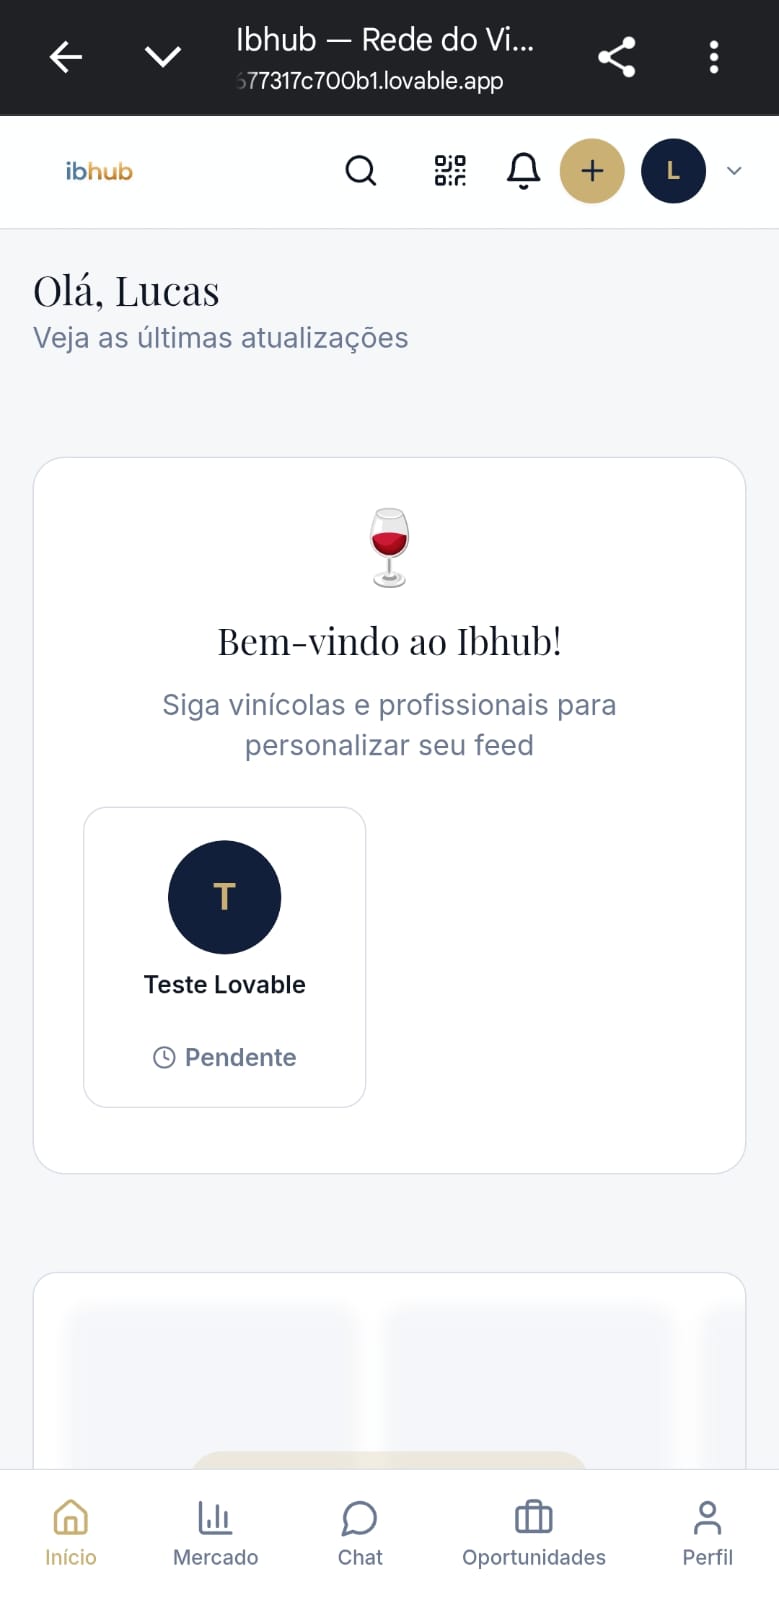 Ibhub — Rede do Vi...
677317c700b1.lovable.app
ibhub
L
Olá, Lucas
Veja as últimas atualizações
Bem-vindo ao Ibhub!
Siga vinícolas e profissionais para
personalizar seu feed
T
Teste Lovable
Pendente
Início
Mercado
Chat
Oportunidades
Perfil